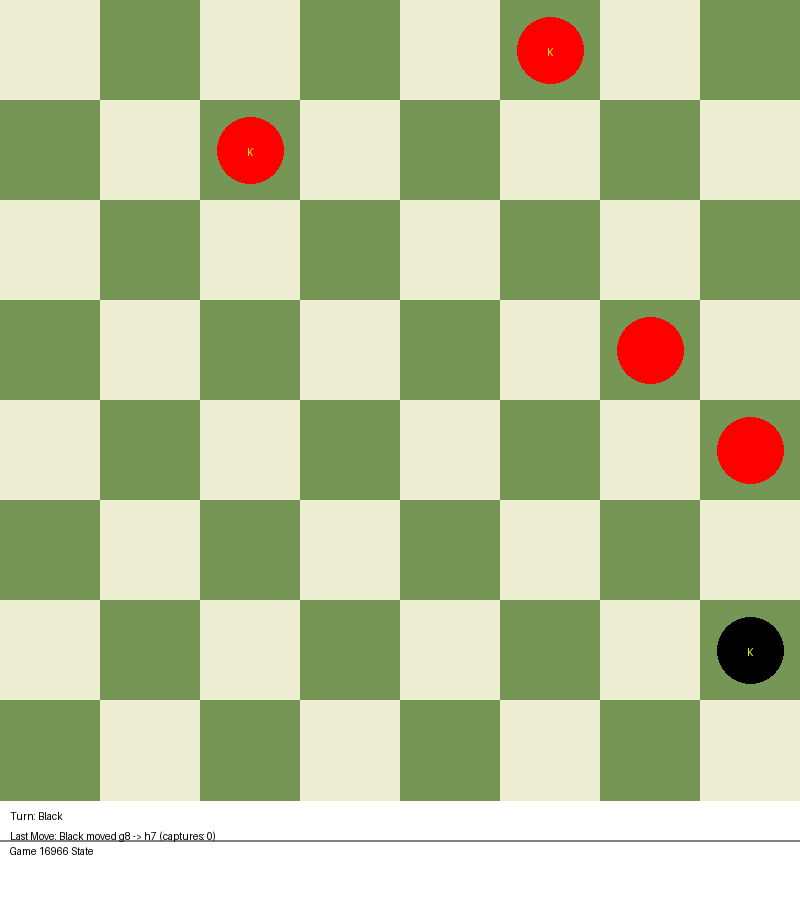 K
K
K
Turn: Black
Last Move: Black moved g8 -> h7 (captures: 0)
Game 16966 State